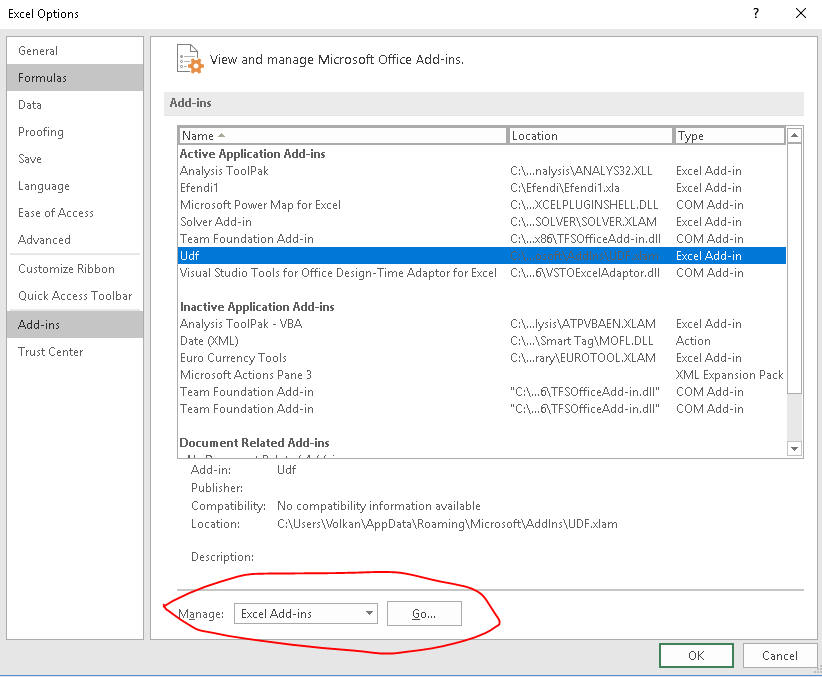 Excel Options
?
General
Formulas
Data
Proofing
Save
Language
Ease of Access
Advanced
Customize Ribbon
Quick Access Toolbar
Add-ins
Trust Center
View and manage Microsoft Office Add-ins.
Add-ins
Name Location Type
Active Application Add-ins
Analysis ToolPak C:\...nalysis\ANALYS32.XLL Excel Add-in
Efendi1 C:\Efendi\Efendi1.xla Excel Add-in
Microsoft Power Map for Excel C:\...XCELPLUGINSHELL.DLL COM Add-in
Solver Add-in C:\...SOLVER\SOLVER.XLAM Excel Add-in
Team Foundation Add-in C:\...x86\TFSOfficeAdd-in.dll COM Add-in
Udf Excel Add-in
Visual Studio Tools for Office Design-Time Adaptor for Excel C:\...6\VSTOExcelAdaptor.dll COM Add-in
Inactive Application Add-ins
Analysis ToolPak - VBA C:\...lysis\ATPVBAEN.XLAM Excel Add-in
Date (XML) C:\...\Smart Tag\MOFL.DLL Action
Euro Currency Tools C:\...rary\EUROTOOL.XLAM Excel Add-in
Microsoft Actions Pane 3 XML Expansion Pack
Team Foundation Add-in "C:\...6\TFSOfficeAdd-in.dll" COM Add-in
Team Foundation Add-in "C:\...6\TFSOfficeAdd-in.dll" COM Add-in
Document Related Add-ins
Add-in: Udf
Publisher:
Compatibility: No compatibility information available
Location: C:\Users\Volkan\AppData\Roaming\Microsoft\AddIns\UDF.xlam
Description:
Manage: Excel Add-ins Go...
OK Cancel